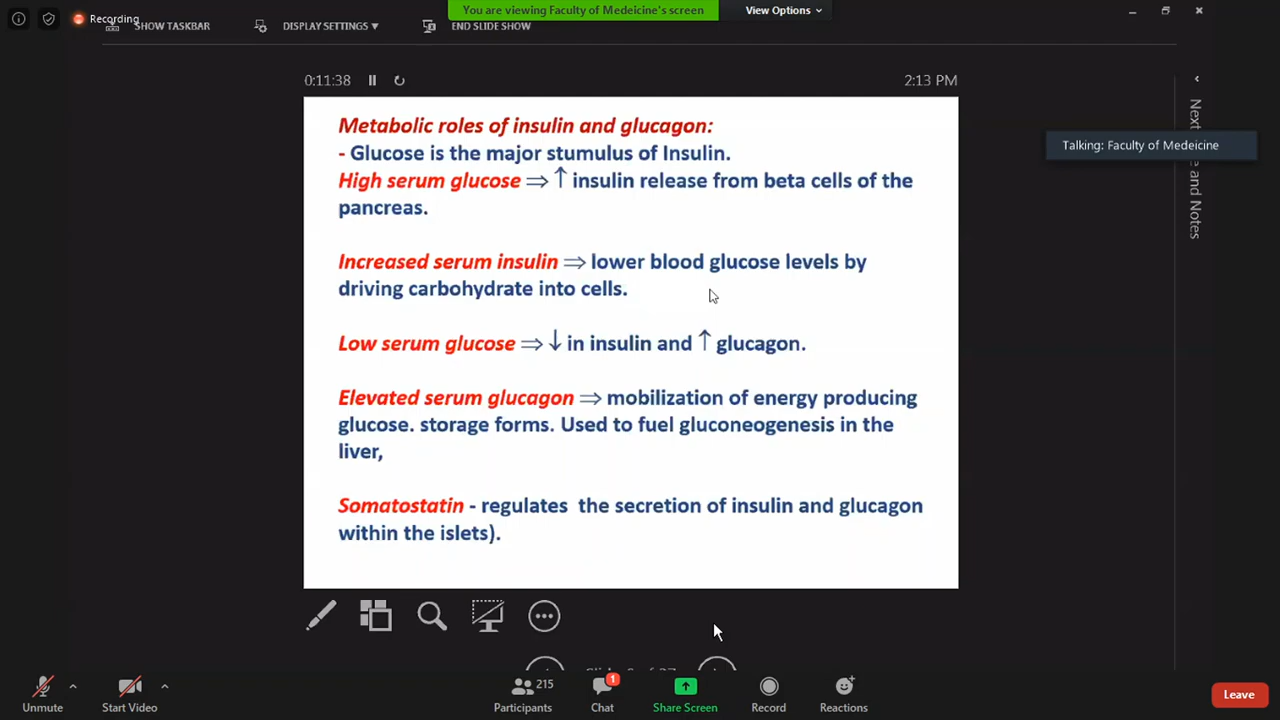 Recording
You are viewing Faculty of Medeicine's screen
View Options
SHOW TASKBAR
DISPLAY SETTINGS ▼
END SLIDE SHOW
0:11:38
2:13 PM
Metabolic roles of insulin and glucagon:
- Glucose is the major stumulus of Insulin.
High serum glucose ⇒ ↑ insulin release from beta cells of the
pancreas.
Increased serum insulin ⇒ lower blood glucose levels by
driving carbohydrate into cells.
Low serum glucose ⇒ ↓ in insulin and ↑ glucagon.
Elevated serum glucagon ⇒ mobilization of energy producing
glucose. storage forms. Used to fuel gluconeogenesis in the
liver,
Somatostatin - regulates the secretion of insulin and glucagon
within the islets).
Talking: Faculty of Medeicine
Next
and Notes
Unmute
Start Video
215
Participants
1
Chat
Share Screen
Record
Reactions
Leave